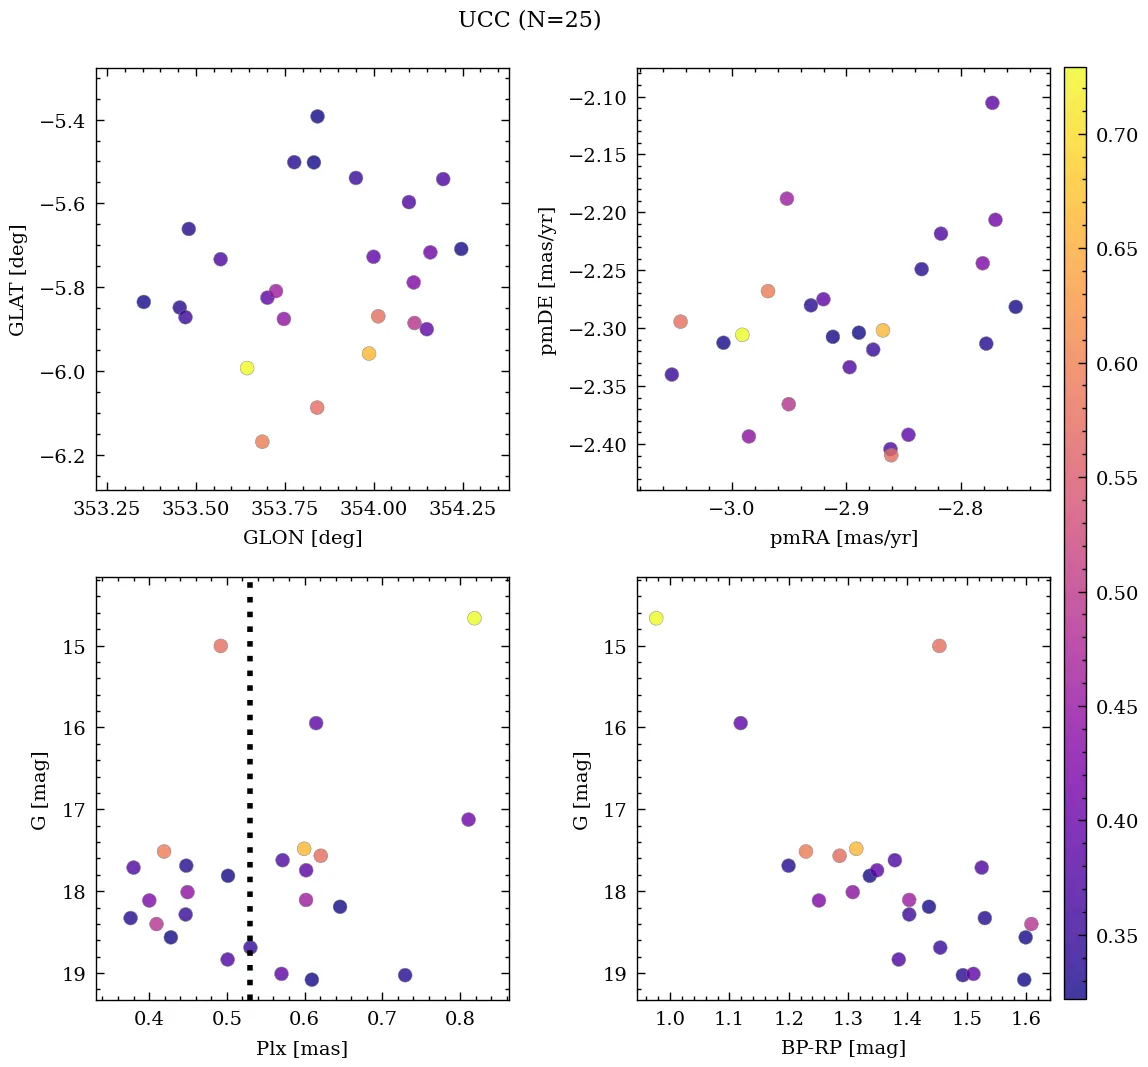 UCC (N=25)
−5.4
−5.6
−5.8
−6.0
−6.2
GLAT [deg]
353.25 353.50 353.75 354.00 354.25
GLON [deg]
−2.10
−2.15
−2.20
−2.25
−2.30
−2.35
−2.40
pmDE [mas/yr]
−3.0 −2.9 −2.8
pmRA [mas/yr]
0.70
0.65
0.60
0.55
0.50
0.45
0.40
0.35
15
16
17
18
19
G [mag]
0.4 0.5 0.6 0.7 0.8
Plx [mas]
15
16
17
18
19
G [mag]
1.0 1.1 1.2 1.3 1.4 1.5 1.6
BP-RP [mag]